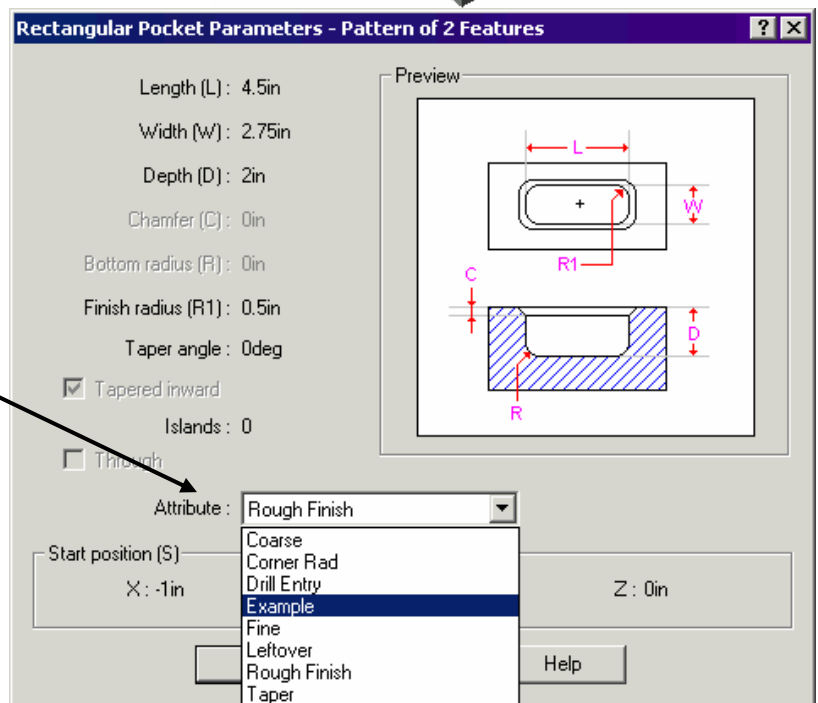 Rectangular Pocket Parameters - Pattern of 2 Features
? X
Length (L) : 4.5in
Width (W) : 2.75in
Depth (D) : 2in
Chamfer (C) : 0in
Bottom radius (R) : 0in
Finish radius (R1) : 0.5in
Taper angle : 0deg
Tapered inward
Islands : 0
Through
Preview
L
W
R1
C
D
R
Attribute : Rough Finish
Coarse
Corner Rad
Drill Entry
Example
Fine
Leftover
Rough Finish
Taper
Start position (S)
X : -1in
Z : 0in
Help